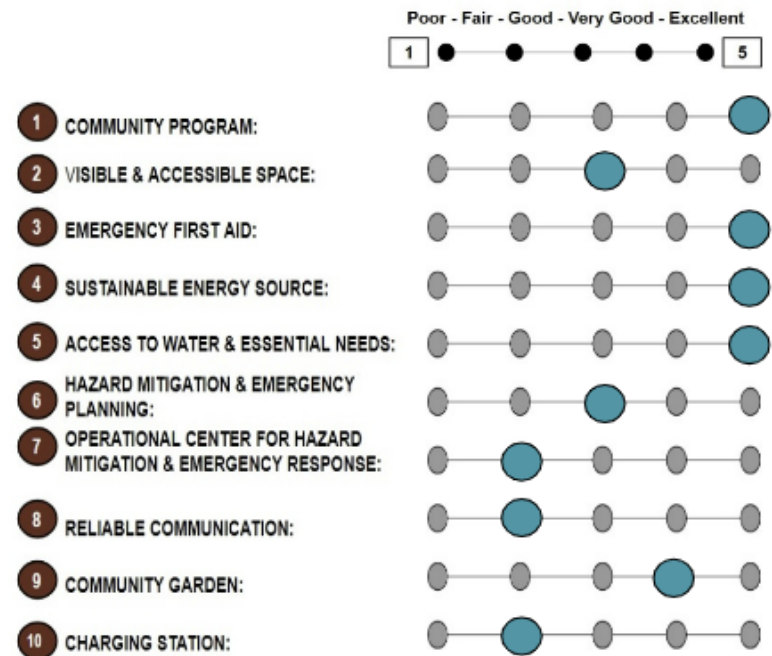 Poor - Fair - Good - Very Good - Excellent
1 5
1 COMMUNITY PROGRAM:
2 VISIBLE & ACCESSIBLE SPACE:
3 EMERGENCY FIRST AID:
4 SUSTAINABLE ENERGY SOURCE:
5 ACCESS TO WATER & ESSENTIAL NEEDS:
6 HAZARD MITIGATION & EMERGENCY
PLANNING:
7 OPERATIONAL CENTER FOR HAZARD
MITIGATION & EMERGENCY RESPONSE:
8 RELIABLE COMMUNICATION:
9 COMMUNITY GARDEN:
10 CHARGING STATION: